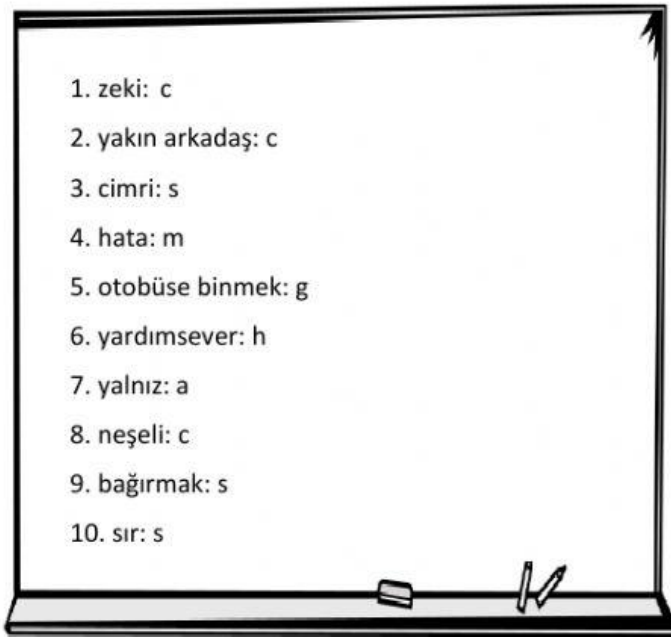 1. zeki: c
2. yakın arkadaş: c
3. cimri: s
4. hata: m
5. otobüse binmek: g
6. yardımsever: h
7. yalnız: a
8. neşeli: c
9. bağırmak: s
10. sır: s